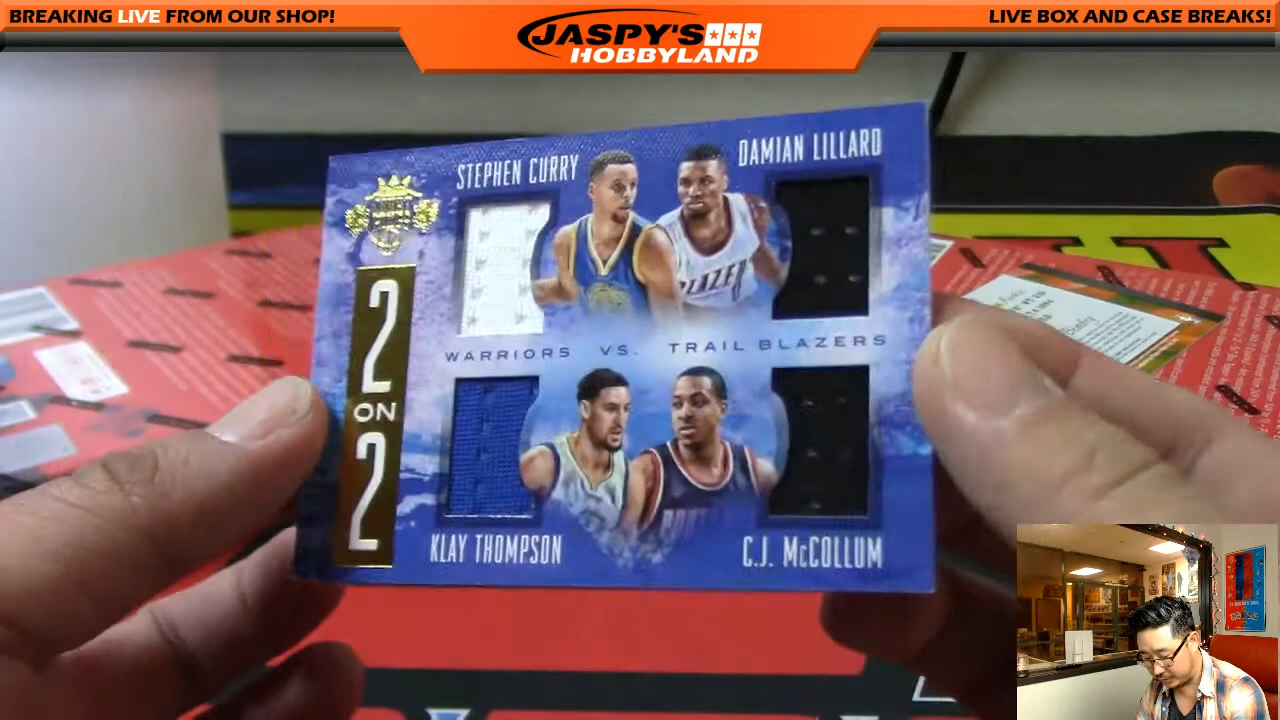 BREAKING LIVE FROM OUR SHOP!
JASPY'S
HOBBYLAND
LIVE BOX AND CASE BREAKS!
STEPHEN CURRY
DAMIAN LILLARD
2
ON
2
WARRIORS VS. TRAIL BLAZERS
KLAY THOMPSON
C.J. McCOLLUM